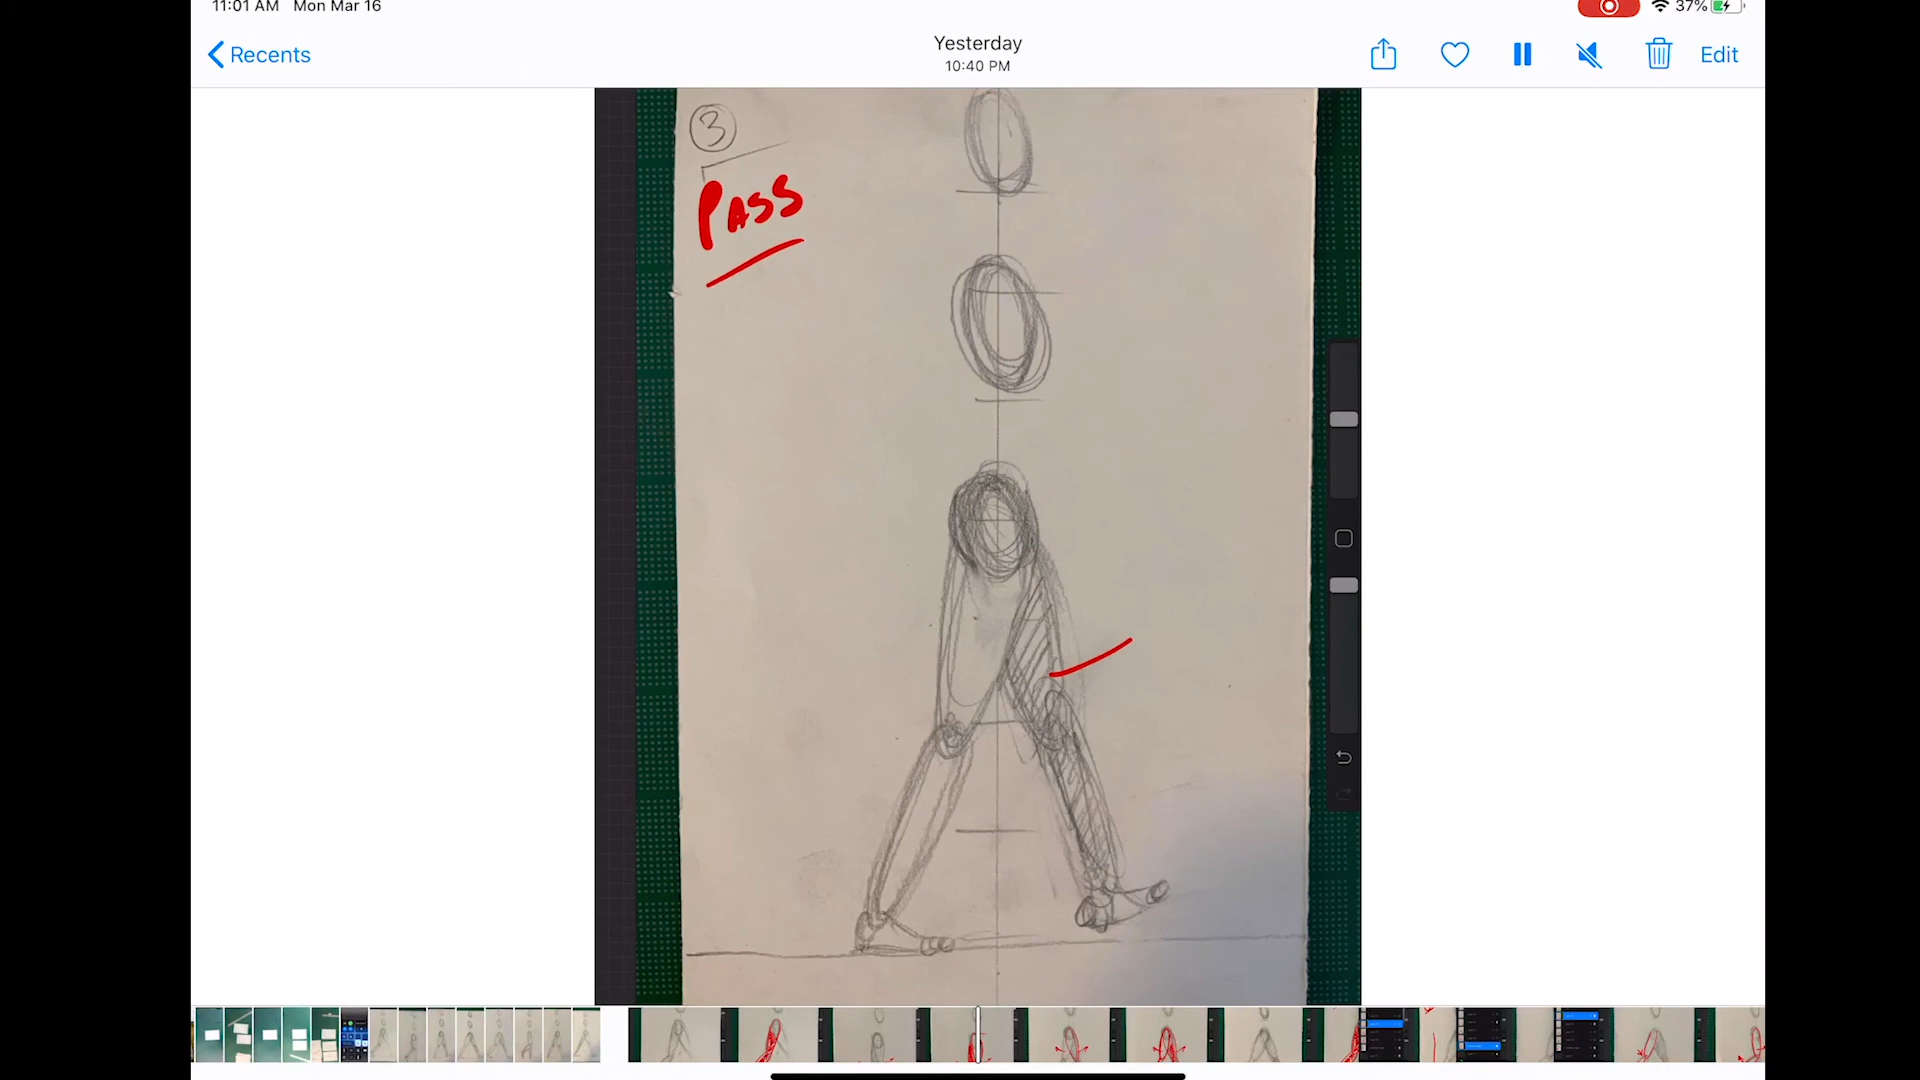 11:01 AM Mon Mar 16
37%
Recents
Yesterday
10:40 PM
Edit
3
PASS